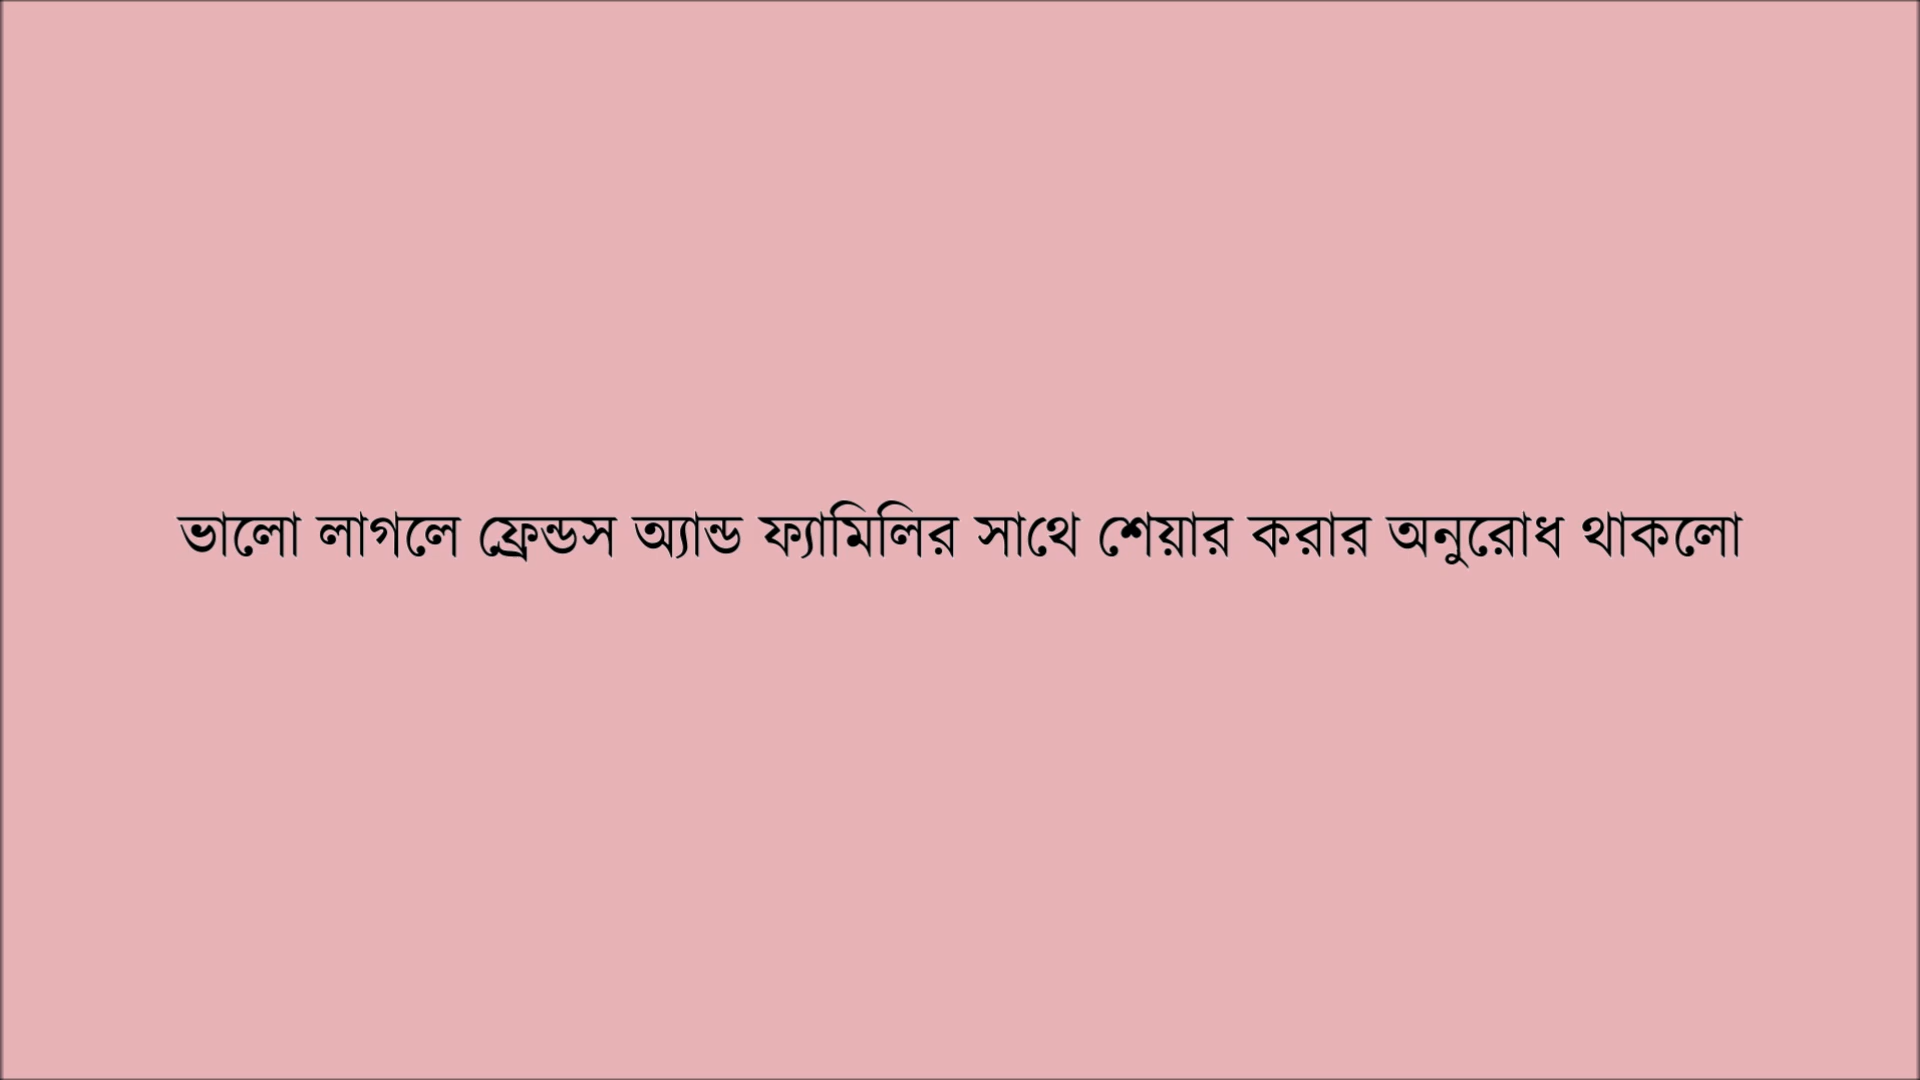 ভালো লাগলে ফ্রেন্ডস অ্যান্ড ফ্যামিলির সাথে শেয়ার করার অনুরোধ থাকলো